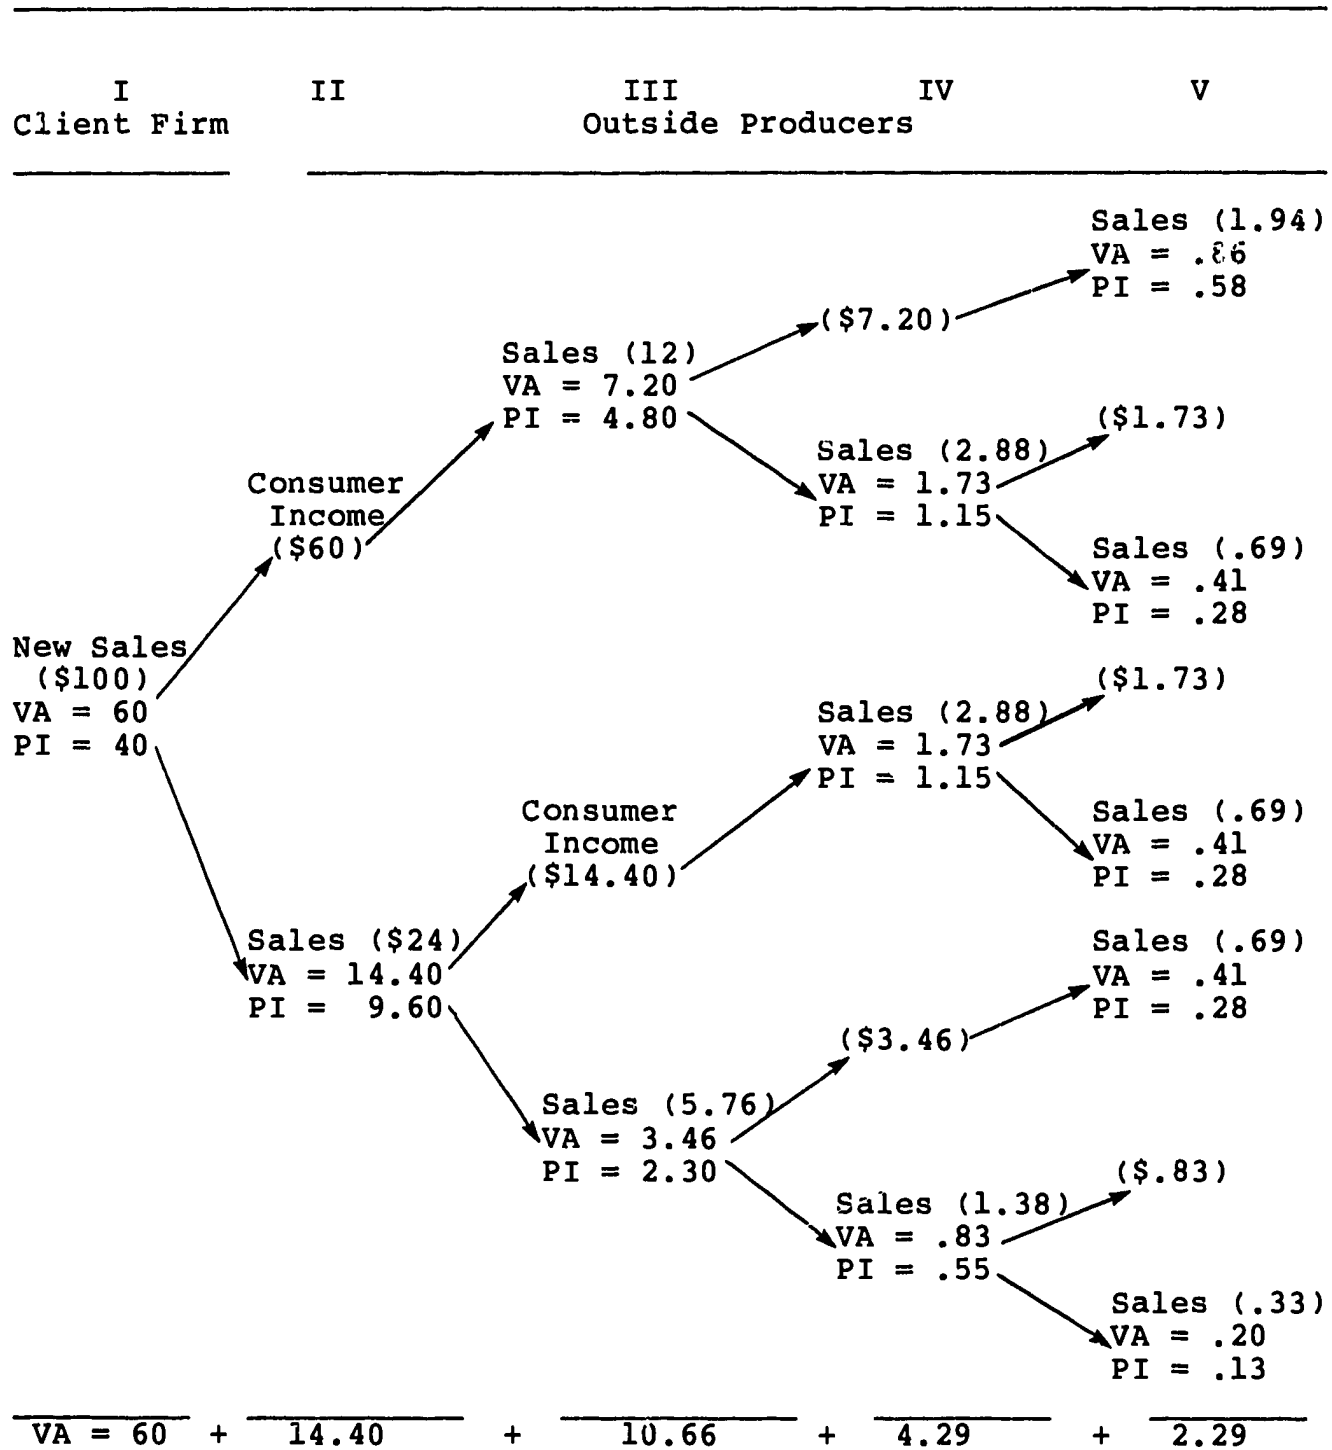 I II III IV V
Client Firm Outside Producers
Sales (1.94)
VA = .86
PI = .58
($7.20)
Sales (12)
VA = 7.20
PI = 4.80
($1.73)
Sales (2.88)
VA = 1.73
PI = 1.15
Consumer
Income
($60)
Sales (.69)
VA = .41
PI = .28
New Sales
($100)
VA = 60
PI = 40
($1.73)
Sales (2.88)
VA = 1.73
PI = 1.15
Consumer
Income
($14.40)
Sales (.69)
VA = .41
PI = .28
Sales ($24)
VA = 14.40
PI = 9.60
Sales (.69)
VA = .41
PI = .28
($3.46)
Sales (5.76)
VA = 3.46
PI = 2.30
($.83)
Sales (1.38)
VA = .83
PI = .55
Sales (.33)
VA = .20
PI = .13
VA = 60 + 14.40 + 10.66 + 4.29 + 2.29